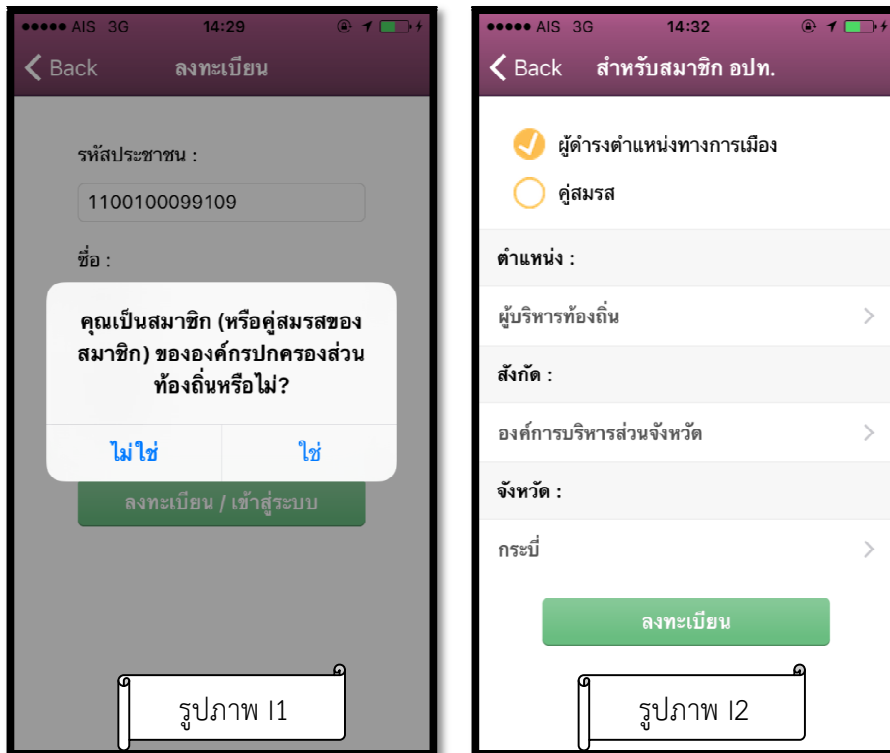 AIS 3G 14:29
Back ลงทะเบียน
รหัสประชาชน :
1100100099109
ชื่อ :
คุณเป็นสมาชิก (หรือคู่สมรสของ
สมาชิก) ขององค์กรปกครองส่วน
ท้องถิ่นหรือไม่?
ไม่ใช่ ใช่
ลงทะเบียน / เข้าสู่ระบบ
รูปภาพ I1
AIS 3G 14:32
Back สำหรับสมาชิก อปท.
ผู้ดำรงตำแหน่งทางการเมือง
คู่สมรส
ตำแหน่ง :
ผู้บริหารท้องถิ่น
สังกัด :
องค์การบริหารส่วนจังหวัด
จังหวัด :
กระบี่
ลงทะเบียน
รูปภาพ I2